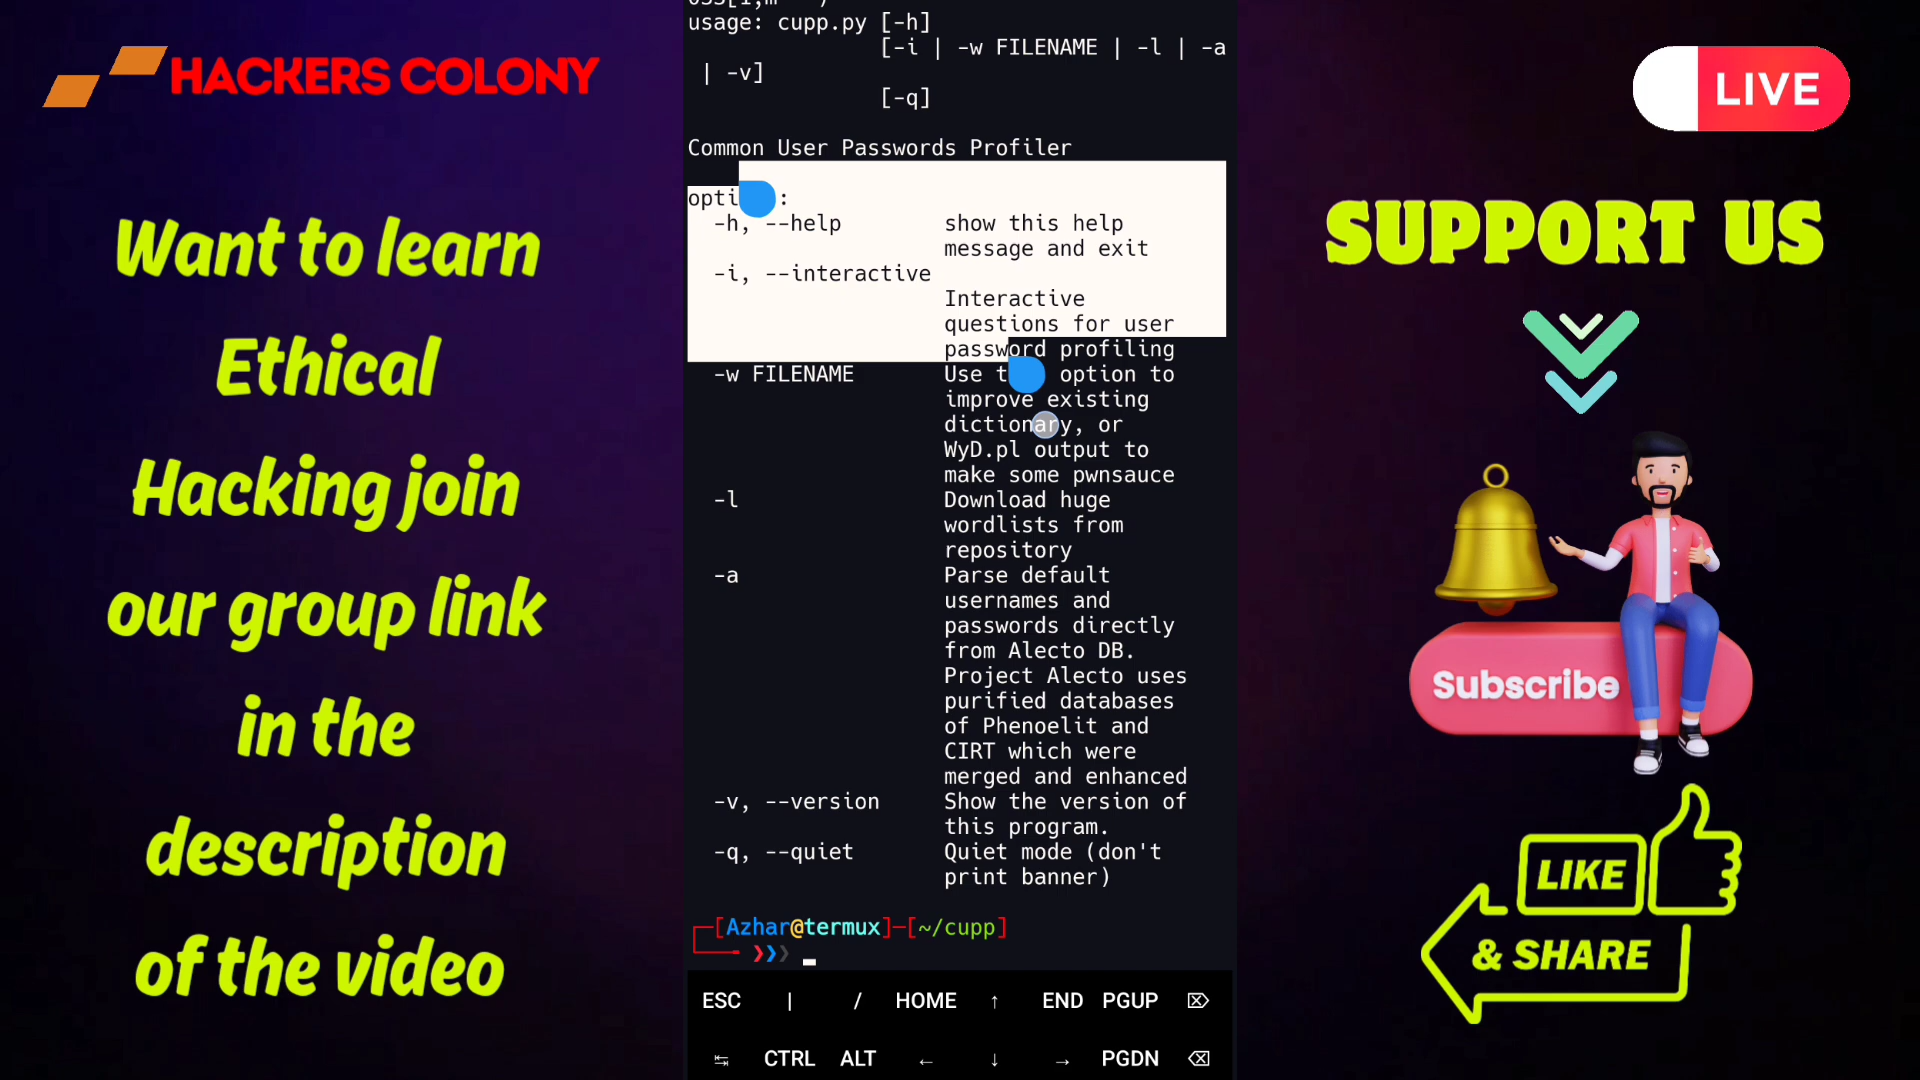 HACKERS COLONY
Want to learn
Ethical
Hacking join
our group link
in the
description
of the video
usage: cupp.py [-h]
[-i | -w FILENAME | -l | -a
| -v]
[-q]
Common User Passwords Profiler
opti :
-h, --help show this help
message and exit
-i, --interactive
Interactive
questions for user
password profiling
-w FILENAME Use t option to
improve existing
dictionary, or
WyD.pl output to
make some pwnsauce
-l Download huge
wordlists from
repository
-a Parse default
usernames and
passwords directly
from Alecto DB.
Project Alecto uses
purified databases
of Phenoelit and
CIRT which were
merged and enhanced
-v, --version Show the version of
this program.
-q, --quiet Quiet mode (don't
print banner)
[Azhar@termux]-[~/cupp]
❯❯❯
ESC | / HOME ↑ END PGUP ⌦
⇆ CTRL ALT ← ↓ → PGDN ⌫
LIVE
SUPPORT US
Subscribe
LIKE
& SHARE